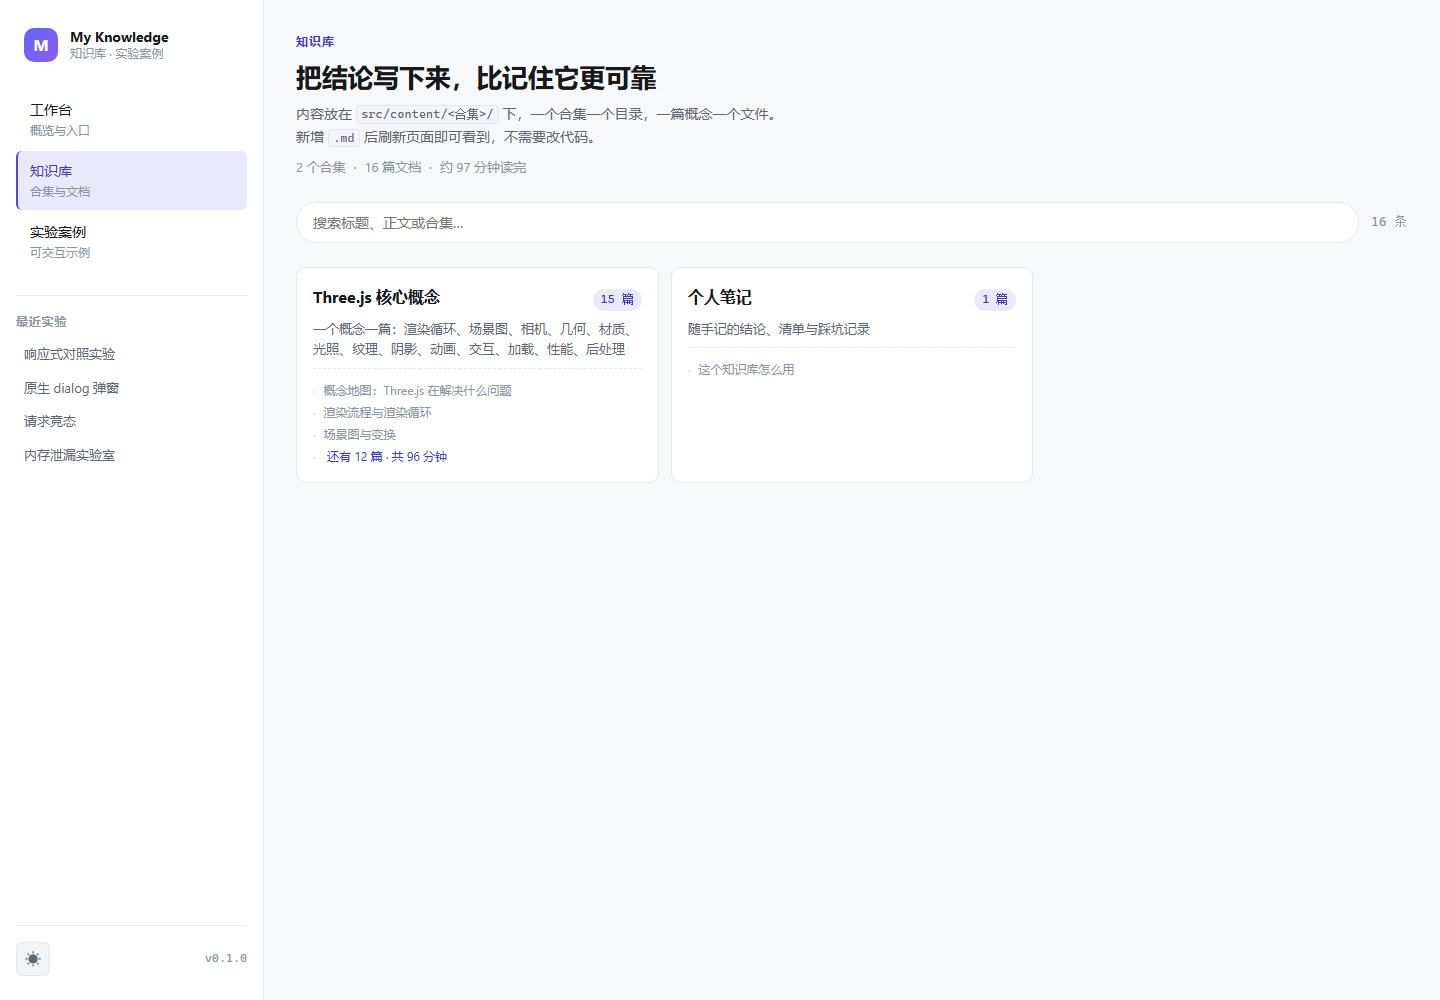 M
My Knowledge
知识库 · 实验案例
工作台
概览与入口
知识库
合集与文档
实验案例
可交互示例
最近实验
响应式对照实验
原生 dialog 弹窗
请求竞态
内存泄漏实验室
v0.1.0
知识库
把结论写下来，比记住它更可靠
内容放在 src/content/<合集>/ 下，一个合集一个目录，一篇概念一个文件。
新增 .md 后刷新页面即可看到，不需要改代码。
2 个合集 · 16 篇文档 · 约 97 分钟读完
搜索标题、正文或合集...
16 条
Three.js 核心概念
15 篇
一个概念一篇：渲染循环、场景图、相机、几何、材质、
光照、纹理、阴影、动画、交互、加载、性能、后处理
· 概念地图：Three.js 在解决什么问题
· 渲染流程与渲染循环
· 场景图与变换
· 还有 12 篇 · 共 96 分钟
个人笔记
1 篇
随手记的结论、清单与踩坑记录
· 这个知识库怎么用